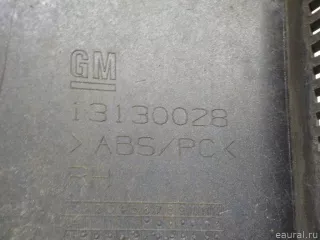 GM
13130028
>ABS/PC<
RH
eaural.ru